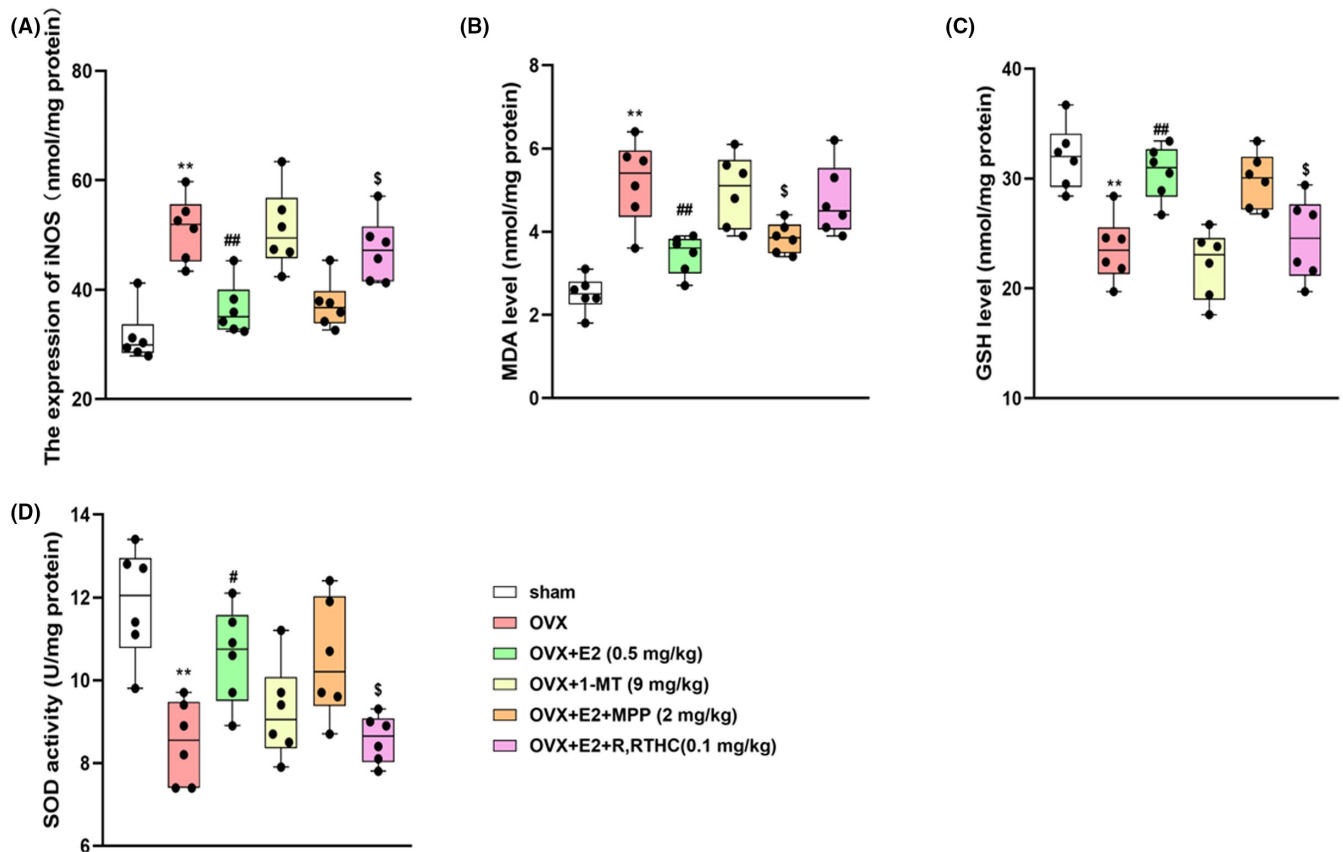 (A)
The expression of iNOS (nmol/mg protein)
80
60
40
20
**
##
$
(B)
MDA level (nmol/mg protein)
8
6
4
2
0
**
##
$
(C)
GSH level (nmol/mg protein)
40
30
20
10
**
##
$
(D)
SOD activity (U/mg protein)
14
12
10
8
6
**
#
$
sham
OVX
OVX+E2 (0.5 mg/kg)
OVX+1-MT (9 mg/kg)
OVX+E2+MPP (2 mg/kg)
OVX+E2+R,RTHC(0.1 mg/kg)